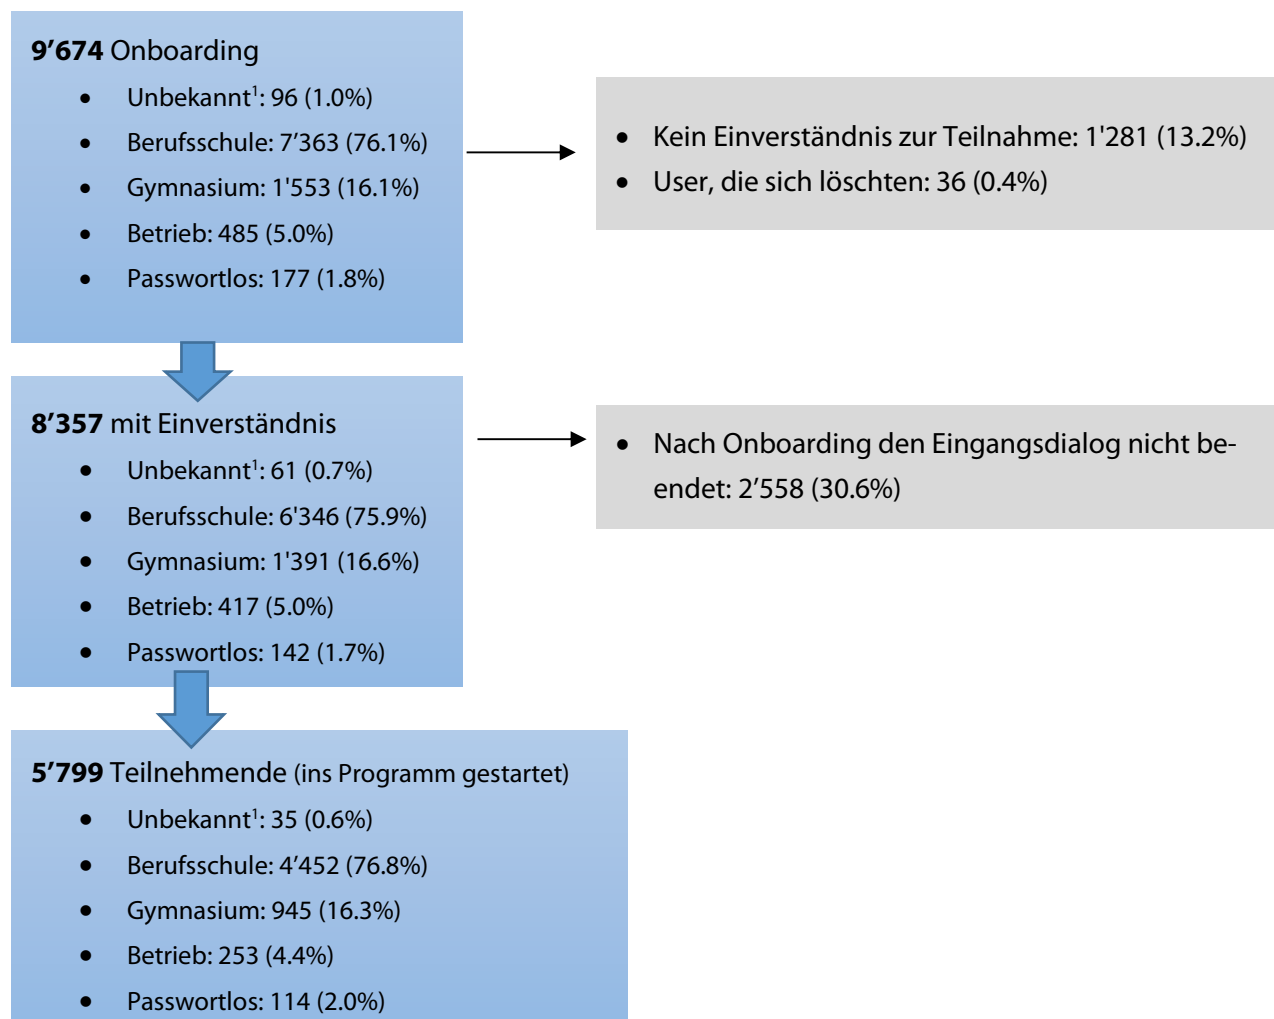 9’674 Onboarding
• Unbekannt¹: 96 (1.0%)
• Berufsschule: 7’363 (76.1%)
• Gymnasium: 1'553 (16.1%)
• Betrieb: 485 (5.0%)
• Passwortlos: 177 (1.8%)
• Kein Einverständnis zur Teilnahme: 1'281 (13.2%)
• User, die sich löschten: 36 (0.4%)
8’357 mit Einverständnis
• Unbekannt¹: 61 (0.7%)
• Berufsschule: 6'346 (75.9%)
• Gymnasium: 1'391 (16.6%)
• Betrieb: 417 (5.0%)
• Passwortlos: 142 (1.7%)
• Nach Onboarding den Eingangsdialog nicht be-
endet: 2’558 (30.6%)
5’799 Teilnehmende (ins Programm gestartet)
• Unbekannt¹: 35 (0.6%)
• Berufsschule: 4’452 (76.8%)
• Gymnasium: 945 (16.3%)
• Betrieb: 253 (4.4%)
• Passwortlos: 114 (2.0%)